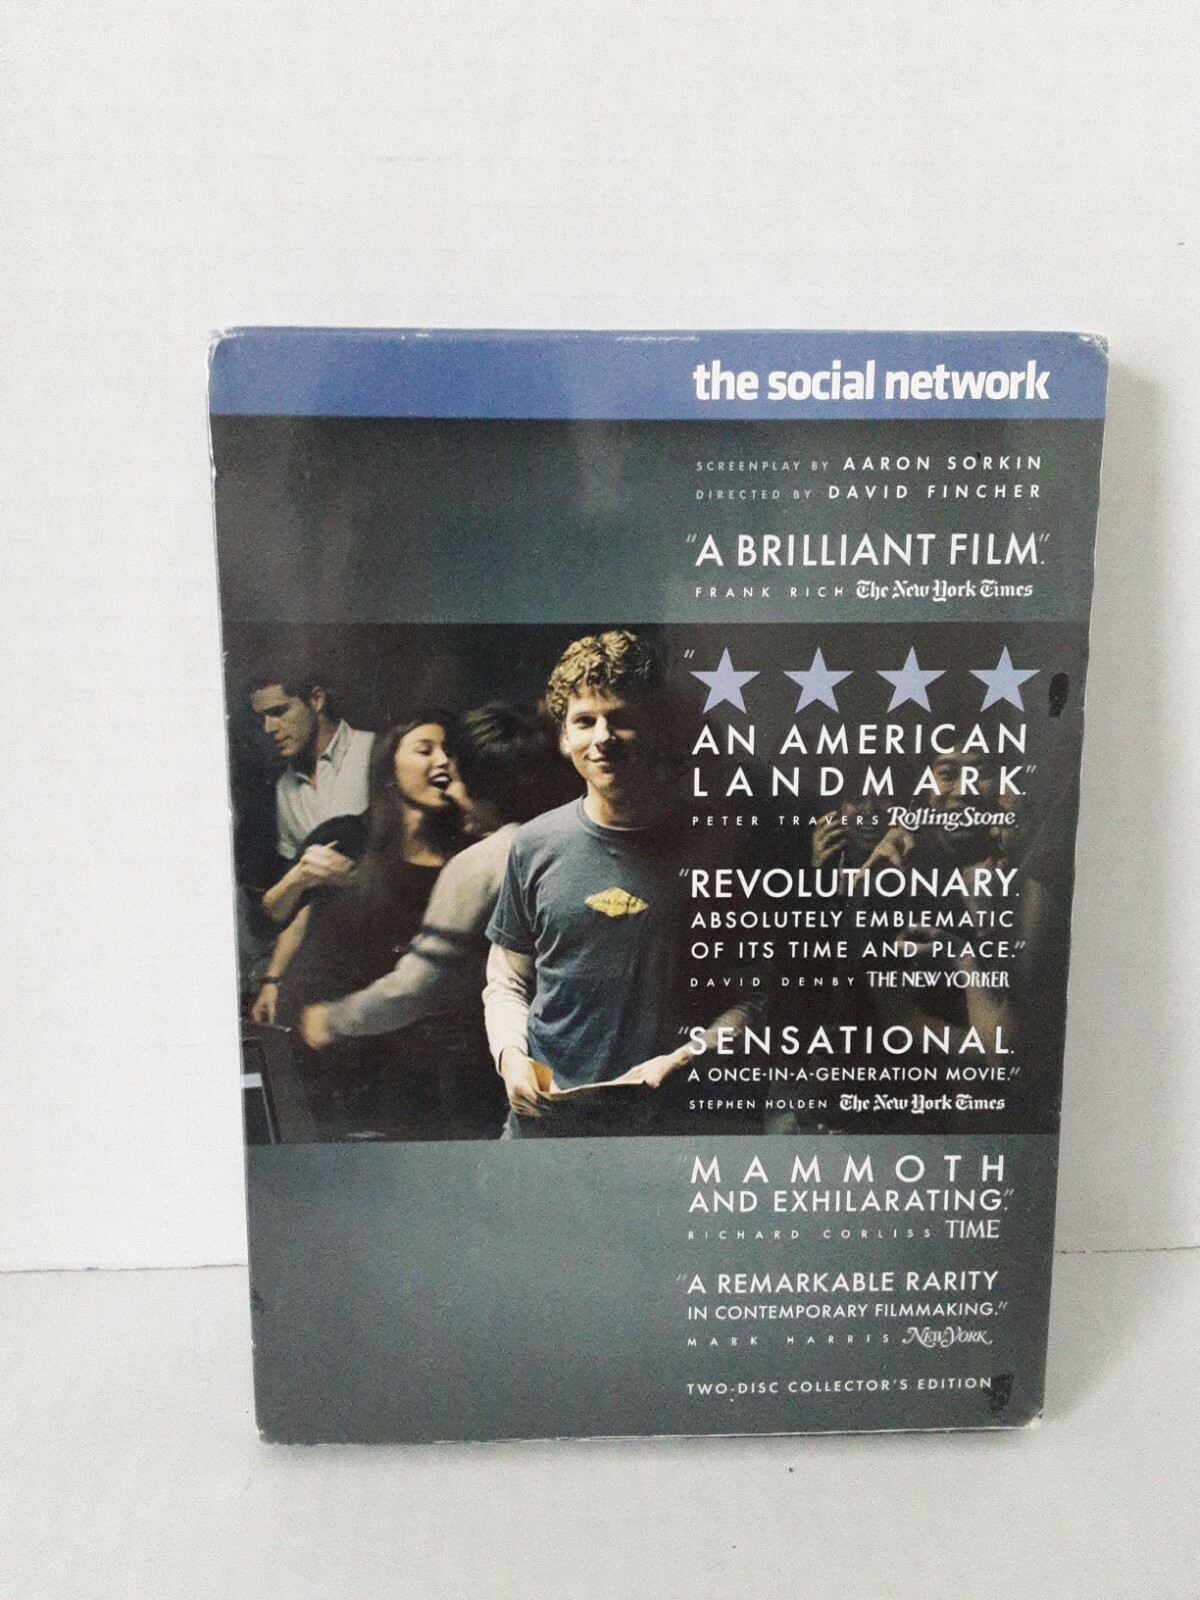 the social network
SCREENPLAY BY AARON SORKIN
DIRECTED BY DAVID FINCHER
"A BRILLIANT FILM."
FRANK RICH The New York Times
"★ ★ ★ ★
AN AMERICAN
LANDMARK."
PETER TRAVERS Rolling Stone
"REVOLUTIONARY.
ABSOLUTELY EMBLEMATIC
OF ITS TIME AND PLACE."
DAVID DENBY THE NEW YORKER
"SENSATIONAL.
A ONCE-IN-A-GENERATION MOVIE."
STEPHEN HOLDEN The New York Times
"MAMMOTH
AND EXHILARATING."
RICHARD CORLISS TIME
"A REMARKABLE RARITY
IN CONTEMPORARY FILMMAKING."
MARK HARRIS NEW YORK
TWO-DISC COLLECTOR'S EDITION